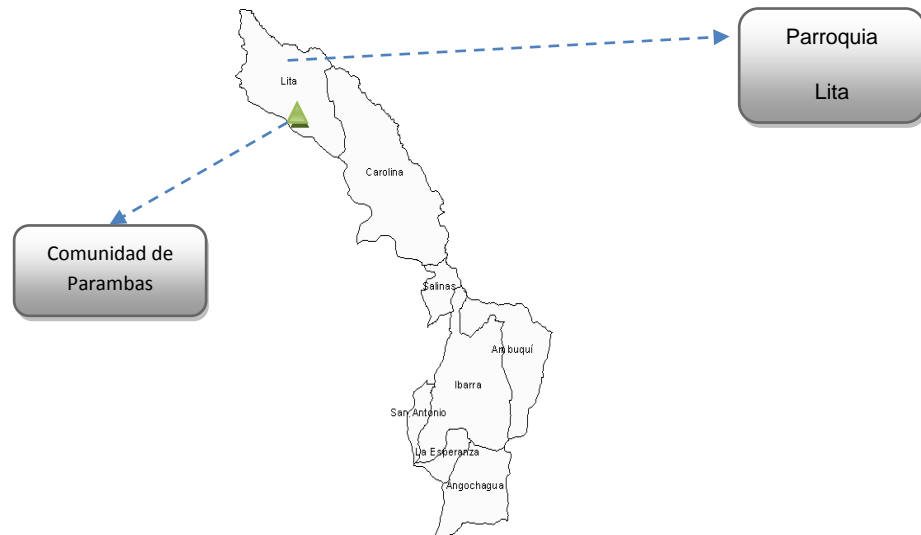 Parroquia
Lita
Lita
Carolina
Comunidad de
Parambas
Salinas
Ambuquí
Ibarra
San Antonio
La Esperanza
Angochagua